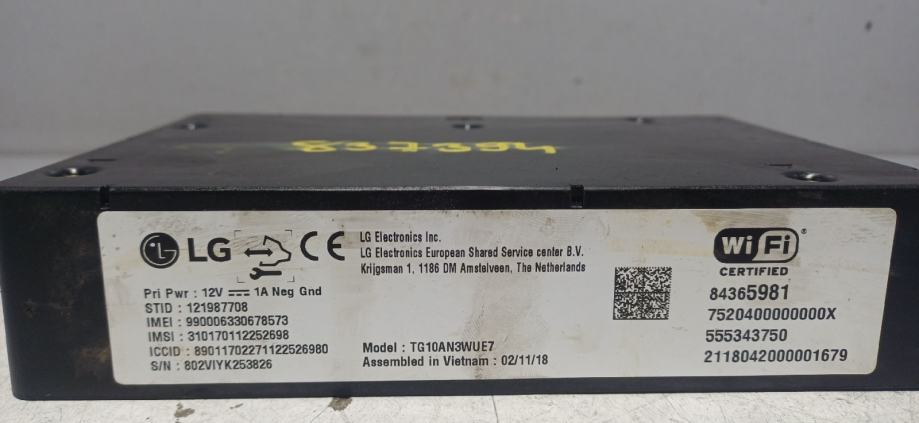 837394
LG
CE
LG Electronics Inc.
LG Electronics European Shared Service center B.V.
Krijgsman 1, 1186 DM Amstelveen, The Netherlands
Wi Fi®
CERTIFIED
Pri Pwr : 12V 1A Neg Gnd
STID : 121987708
IMEI : 990006330678573
IMSI : 310170112252698
ICCID : 89011702271122526980
S/N : 802VIYK253826
Model : TG10AN3WUE7
Assembled in Vietnam : 02/11/18
84365981
7520400000000X
555343750
2118042000001679